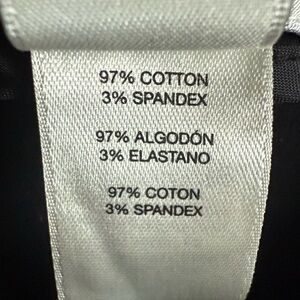 97% COTTON
3% SPANDEX
97% ALGODÓN
3% ELASTANO
97% COTON
3% SPANDEX